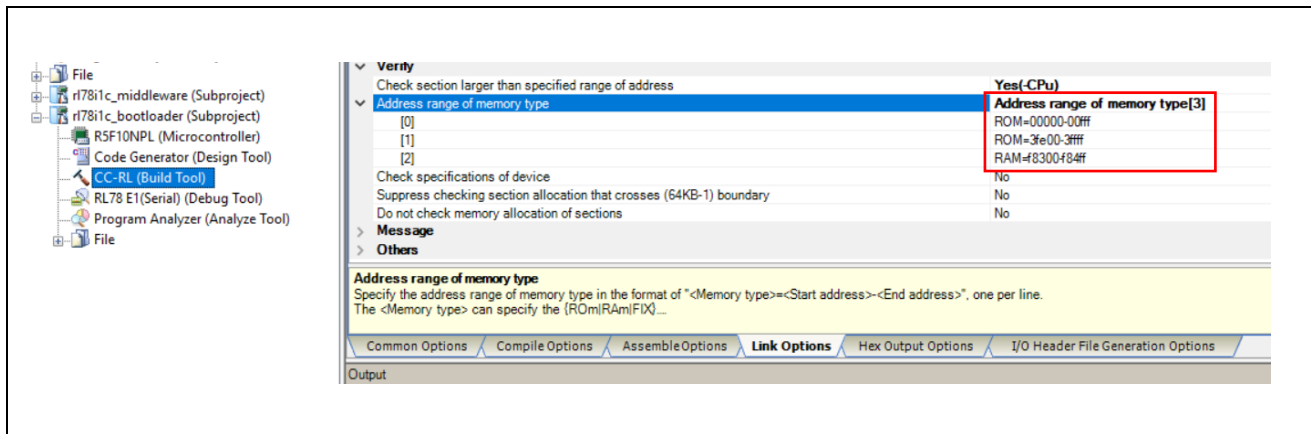 File
rl78i1c_middleware (Subproject)
rl78i1c_bootloader (Subproject)
R5F10NPL (Microcontroller)
Code Generator (Design Tool)
CC-RL (Build Tool)
RL78 E1(Serial) (Debug Tool)
Program Analyzer (Analyze Tool)
File
Verify
Check section larger than specified range of address Yes(-CPu)
Address range of memory type Address range of memory type[3]
[0] ROM=00000-00fff
[1] ROM=3fe00-3ffff
[2] RAM=f8300-f84ff
Check specifications of device No
Suppress checking section allocation that crosses (64KB-1) boundary No
Do not check memory allocation of sections No
Message
Others
Address range of memory type
Specify the address range of memory type in the format of "<Memory type>=<Start address>-<End address>", one per line.
The <Memory type> can specify the {ROm|RAm|FIX}....
Common Options Compile Options Assemble Options Link Options Hex Output Options I/O Header File Generation Options
Output